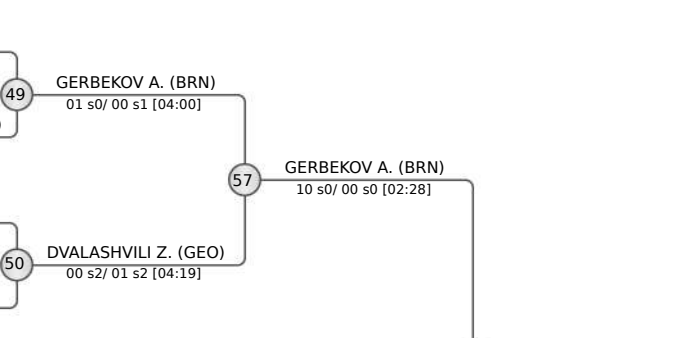 49
GERBEKOV A. (BRN)
01 s0/ 00 s1 [04:00]
57
GERBEKOV A. (BRN)
10 s0/ 00 s0 [02:28]
50
DVALASHVILI Z. (GEO)
00 s2/ 01 s2 [04:19]